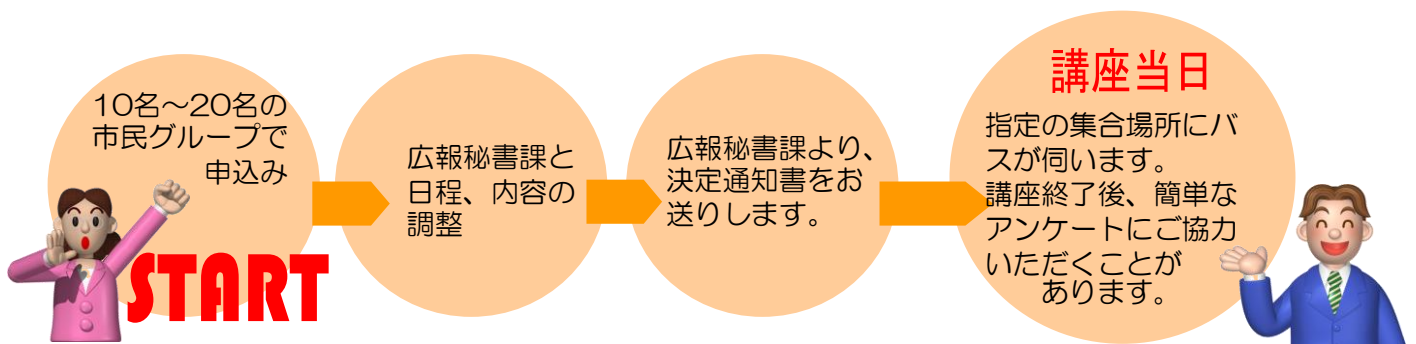 10名～20名の
市民グループで
申込み
START
広報秘書課と
日程、内容の
調整
広報秘書課より、
決定通知書をお
送りします。
講座当日
指定の集合場所にバ
スが伺います。
講座終了後、簡単な
アンケートにご協力
いただくことが
あります。